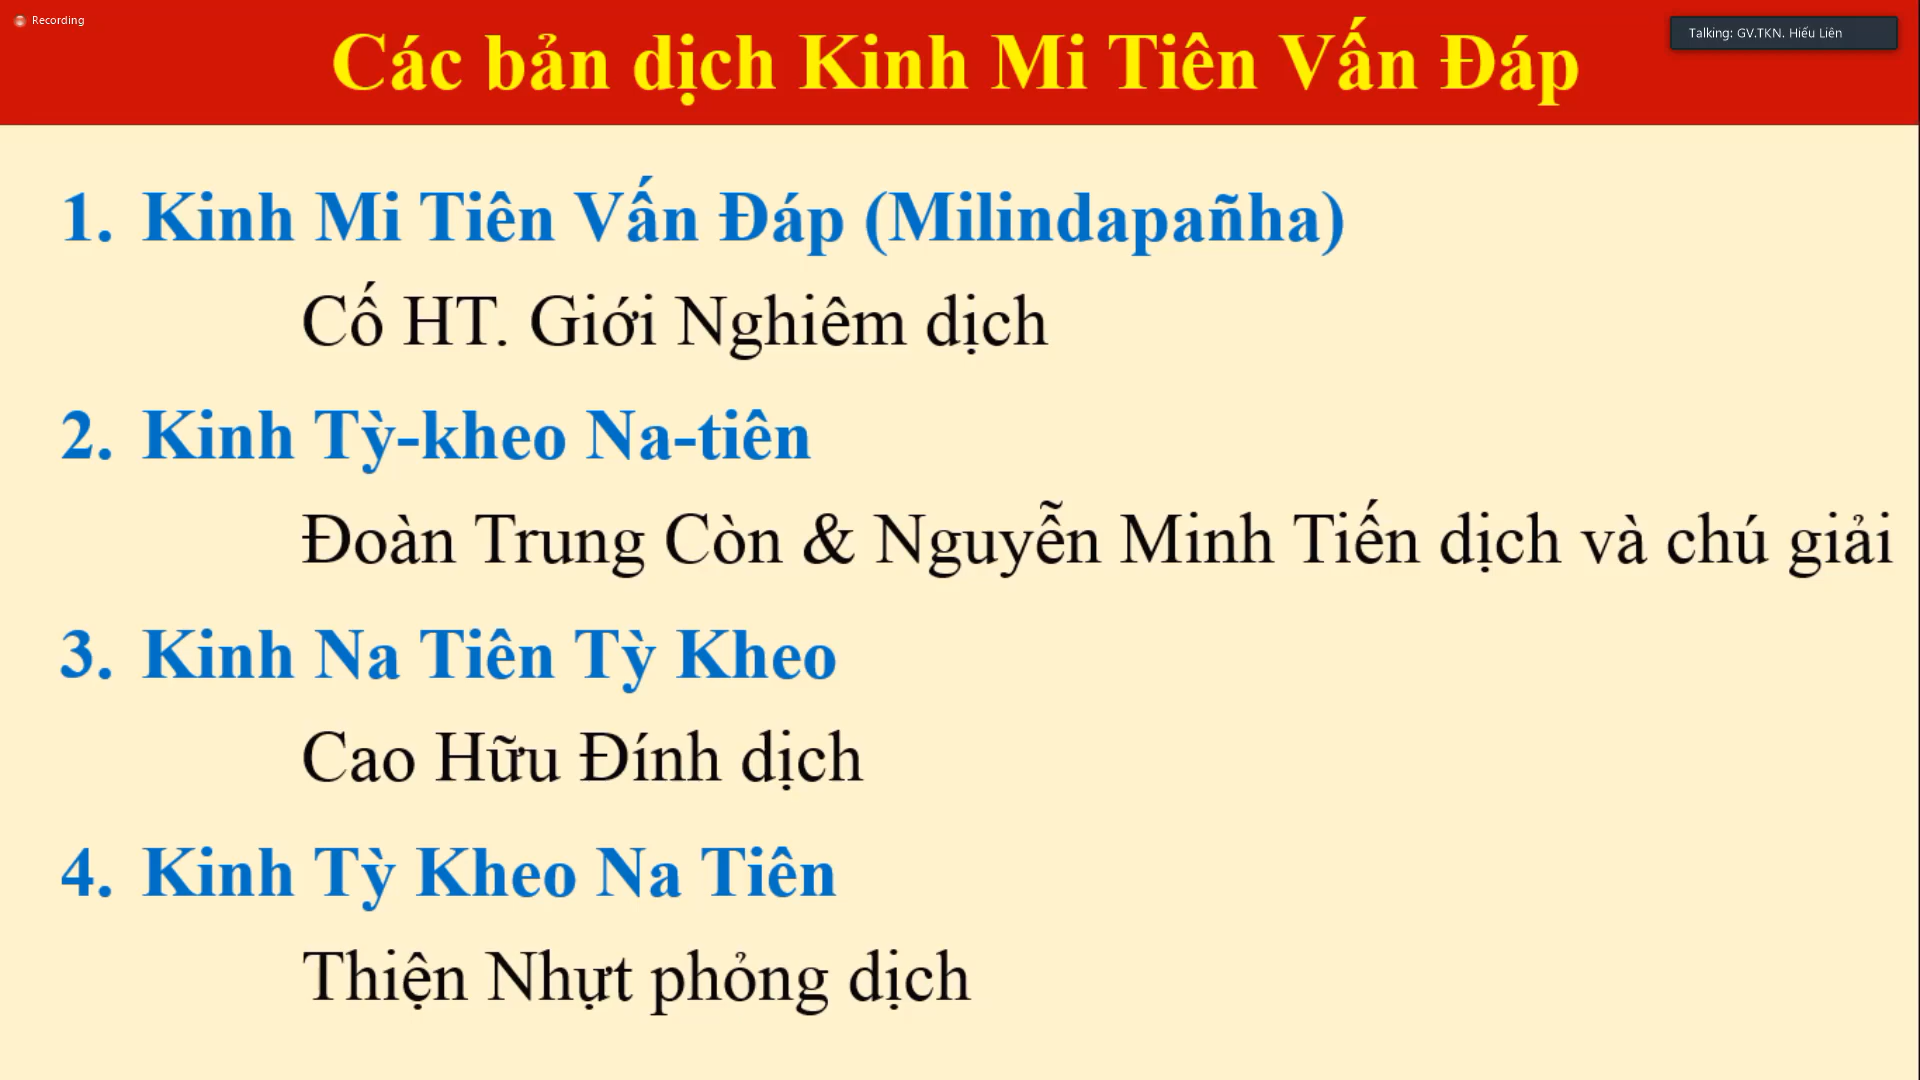 Recording
Talking: GV.TKN. Hiếu Liên
Các bản dịch Kinh Mi Tiên Vấn Đáp
1. Kinh Mi Tiên Vấn Đáp (Milindapañha)
Cố HT. Giới Nghiêm dịch
2. Kinh Tỳ-kheo Na-tiên
Đoàn Trung Còn & Nguyễn Minh Tiến dịch và chú giải
3. Kinh Na Tiên Tỳ Kheo
Cao Hữu Đính dịch
4. Kinh Tỳ Kheo Na Tiên
Thiện Nhựt phỏng dịch